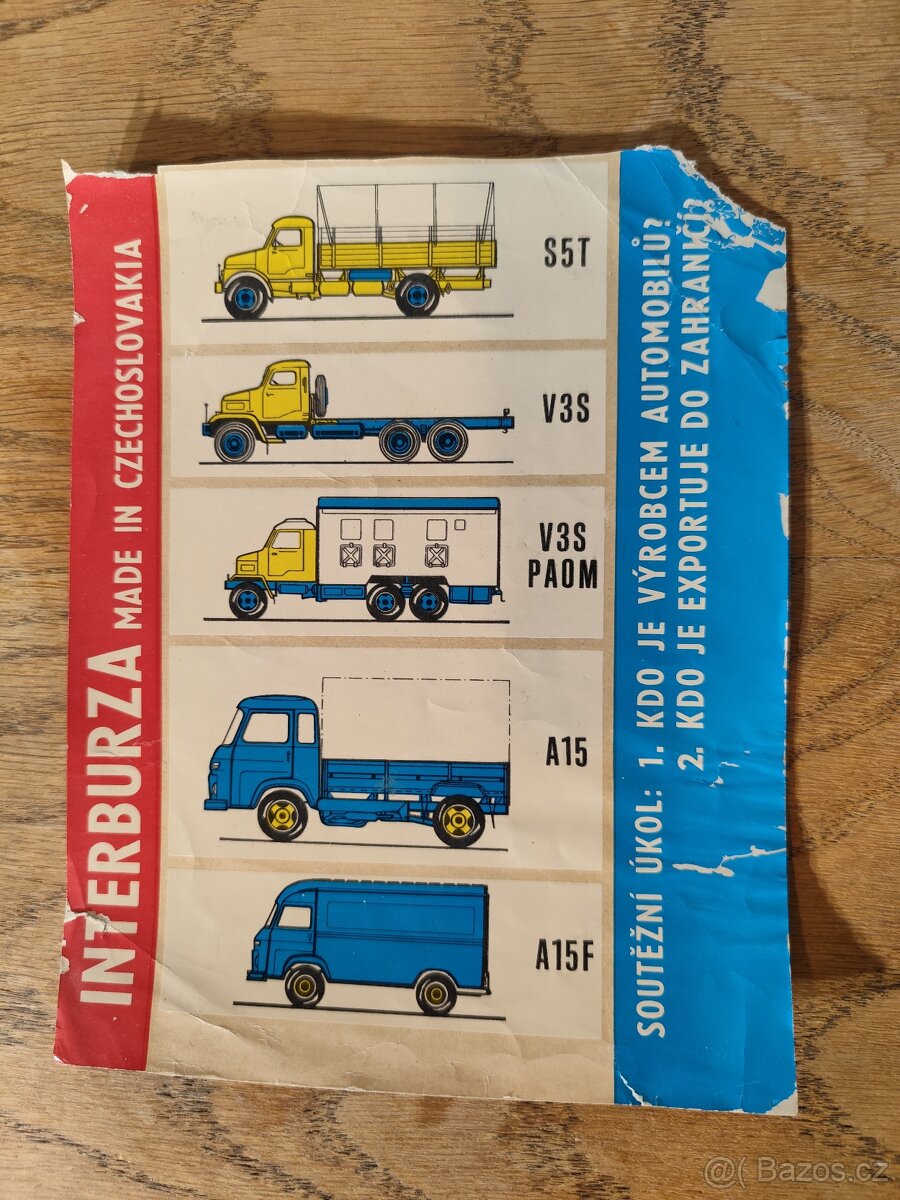 INTERBURZA MADE IN CZECHOSLOVAKIA
S5T
V3S
V3S
PAOM
A15
A15F
SOUTĚŽNÍ ÚKOL: 1. KDO JE VÝROBCEM AUTOMOBILŮ?
2. KDO JE EXPORTUJE DO ZAHRANIČÍ?
@( Bazos.cz